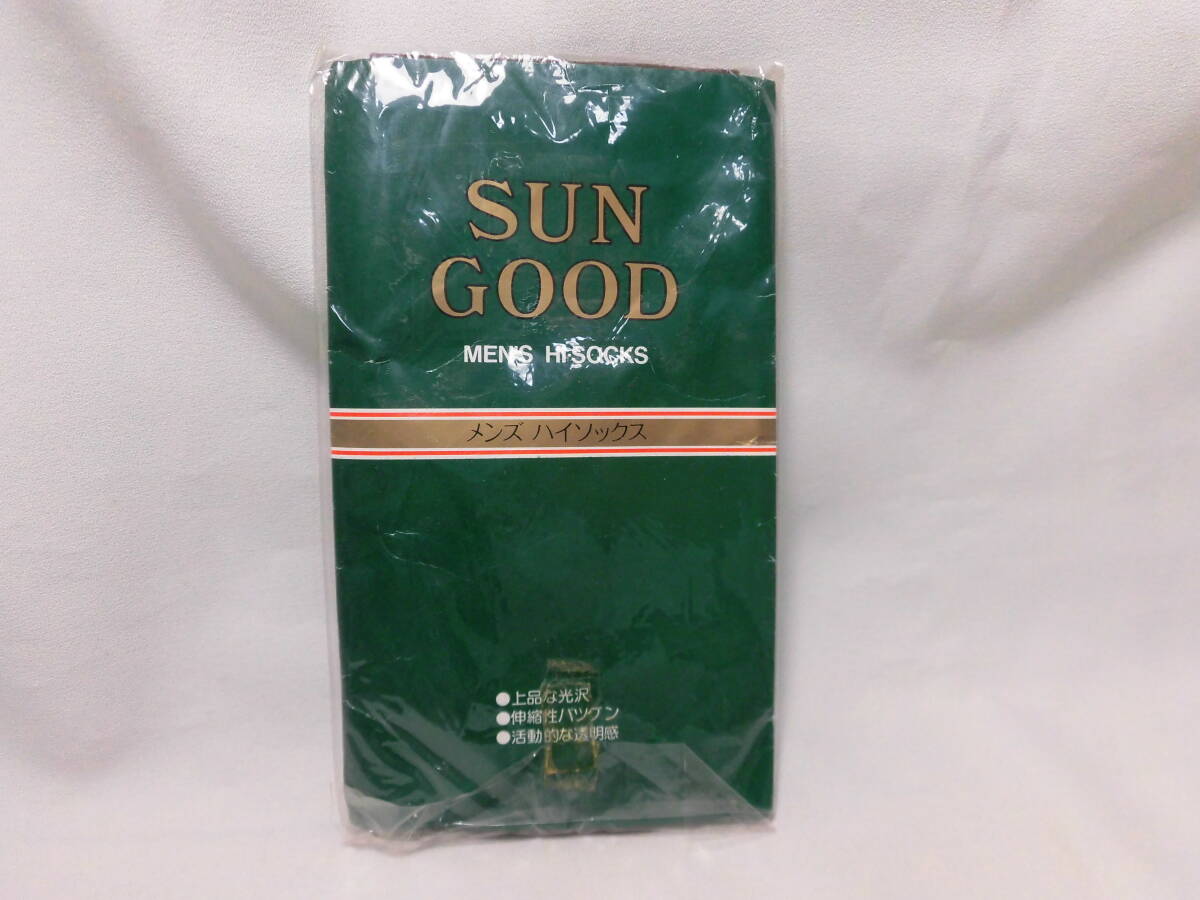 SUN
GOOD
MEN'S HI-SOCKS
メンズ ハイソックス
●上品な光沢
●伸縮性バツグン
●活動的な透明感